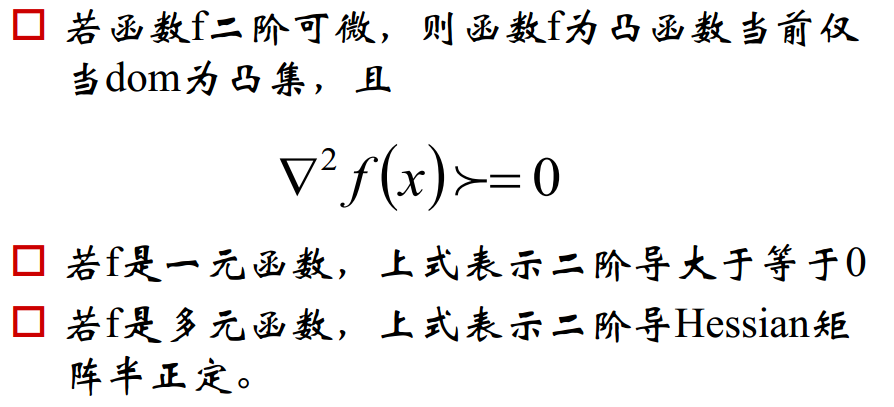 □ 若函数f二阶可微，则函数f为凸函数当前仅
当dom为凸集，且
∇² f(x) ≻= 0
□ 若f是一元函数，上式表示二阶导大于等于0
□ 若f是多元函数，上式表示二阶导Hessian矩
阵半正定。